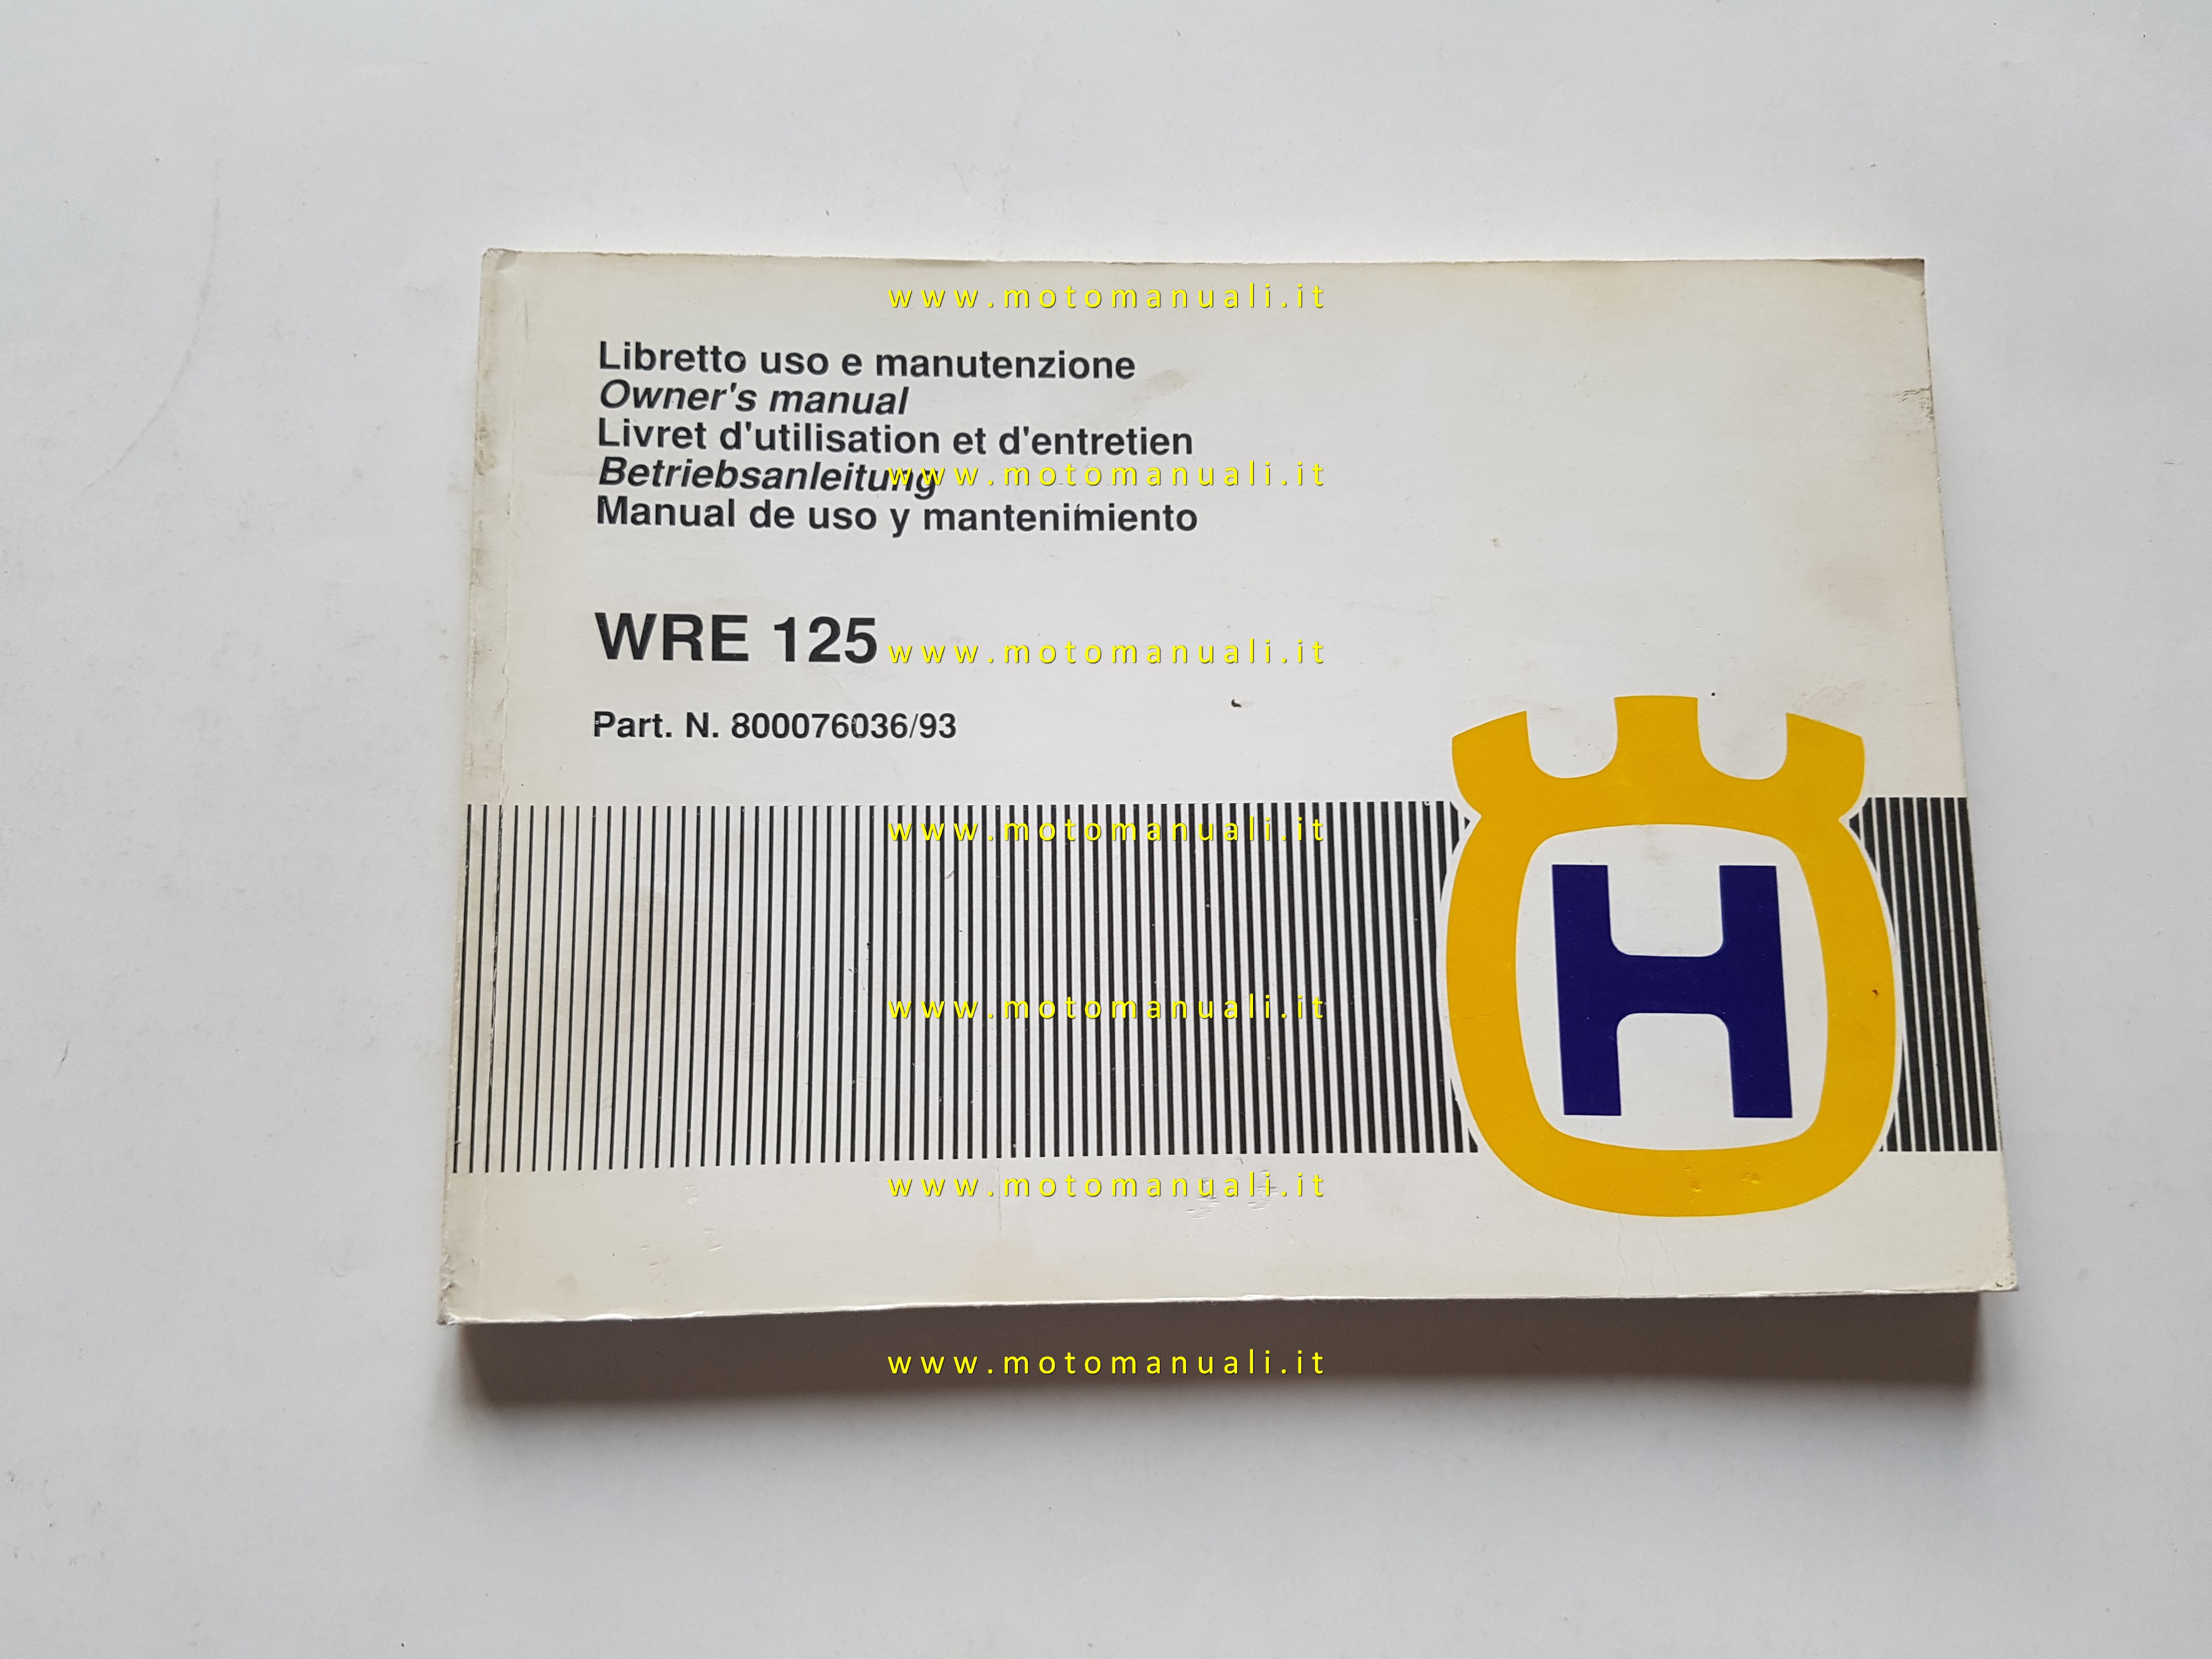 www.motomanuali.it
Libretto uso e manutenzione
Owner's manual
Livret d'utilisation et d'entretien
Betriebsanleitung
www.motomanuali.it
Manual de uso y mantenimiento
WRE 125
www.motomanuali.it
Part. N. 800076036/93
www.motomanuali.it
H
www.motomanuali.it
www.motomanuali.it
www.motomanuali.it